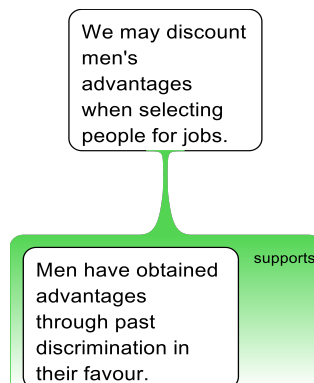 We may discount
men's
advantages
when selecting
people for jobs.
supports
Men have obtained
advantages
through past
discrimination in
their favour.